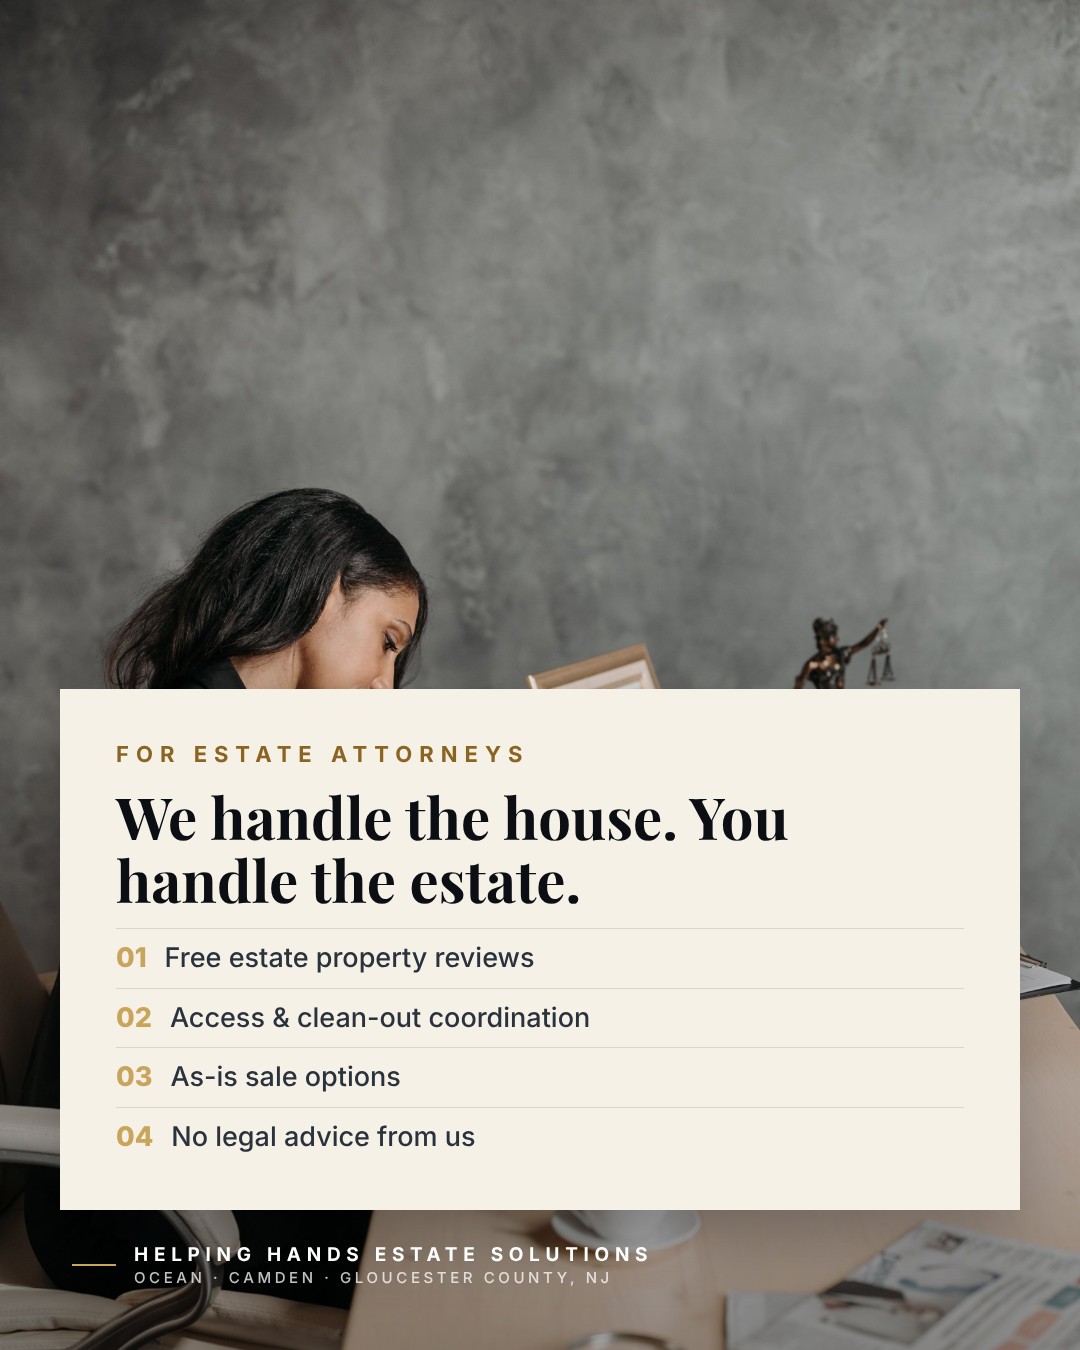 FOR ESTATE ATTORNEYS
We handle the house. You
handle the estate.
01 Free estate property reviews
02 Access & clean-out coordination
03 As-is sale options
04 No legal advice from us
HELPING HANDS ESTATE SOLUTIONS
OCEAN · CAMDEN · GLOUCESTER COUNTY, NJ